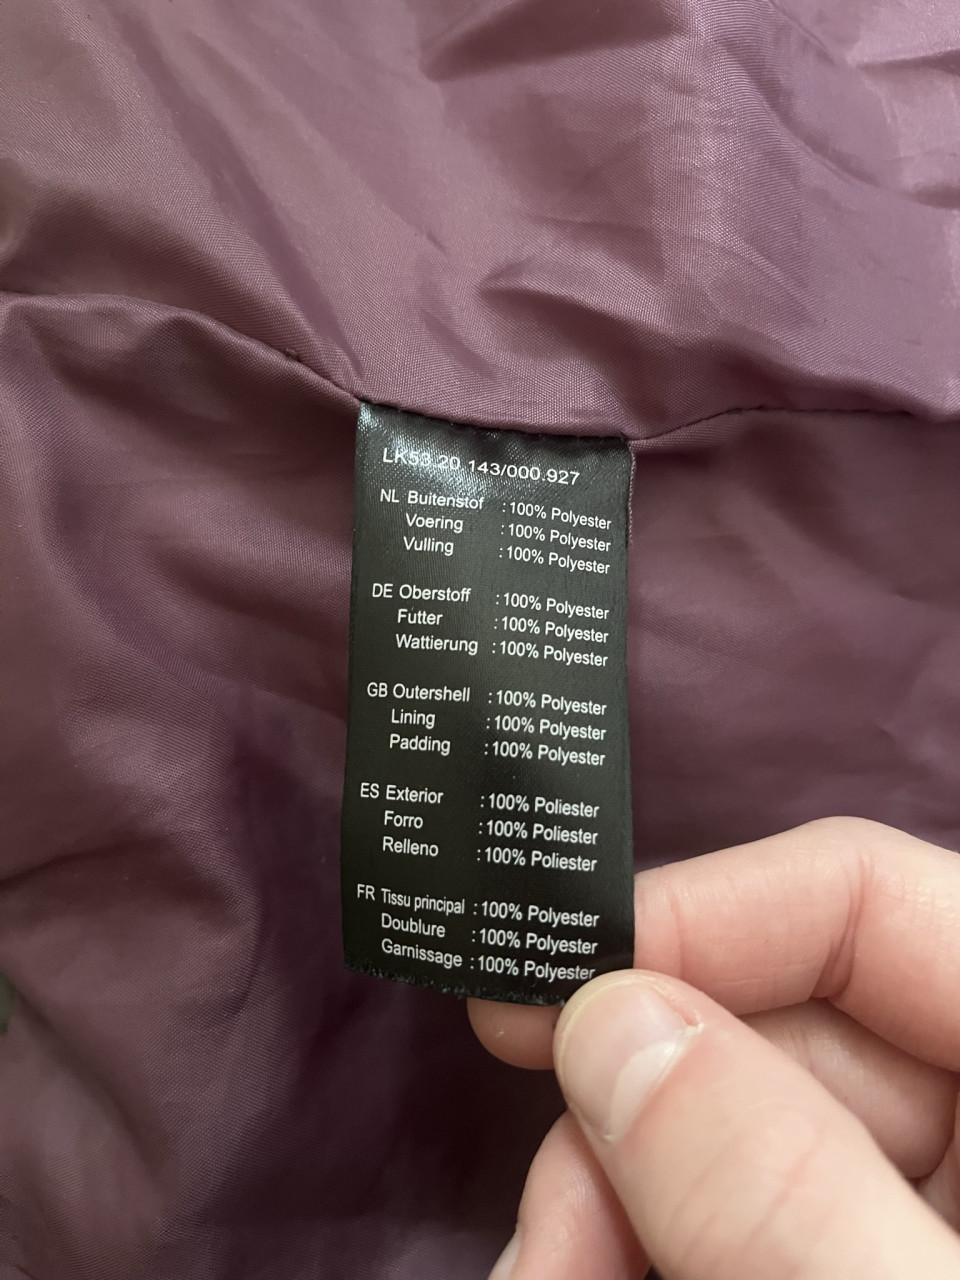 LK53.20.143/000.927
NL Buitenstof : 100% Polyester
Voering : 100% Polyester
Vulling : 100% Polyester
DE Oberstoff : 100% Polyester
Futter : 100% Polyester
Wattierung : 100% Polyester
GB Outershell : 100% Polyester
Lining : 100% Polyester
Padding : 100% Polyester
ES Exterior : 100% Poliester
Forro : 100% Poliester
Relleno : 100% Poliester
FR Tissu principal : 100% Polyester
Doublure : 100% Polyester
Garnissage : 100% Polyester